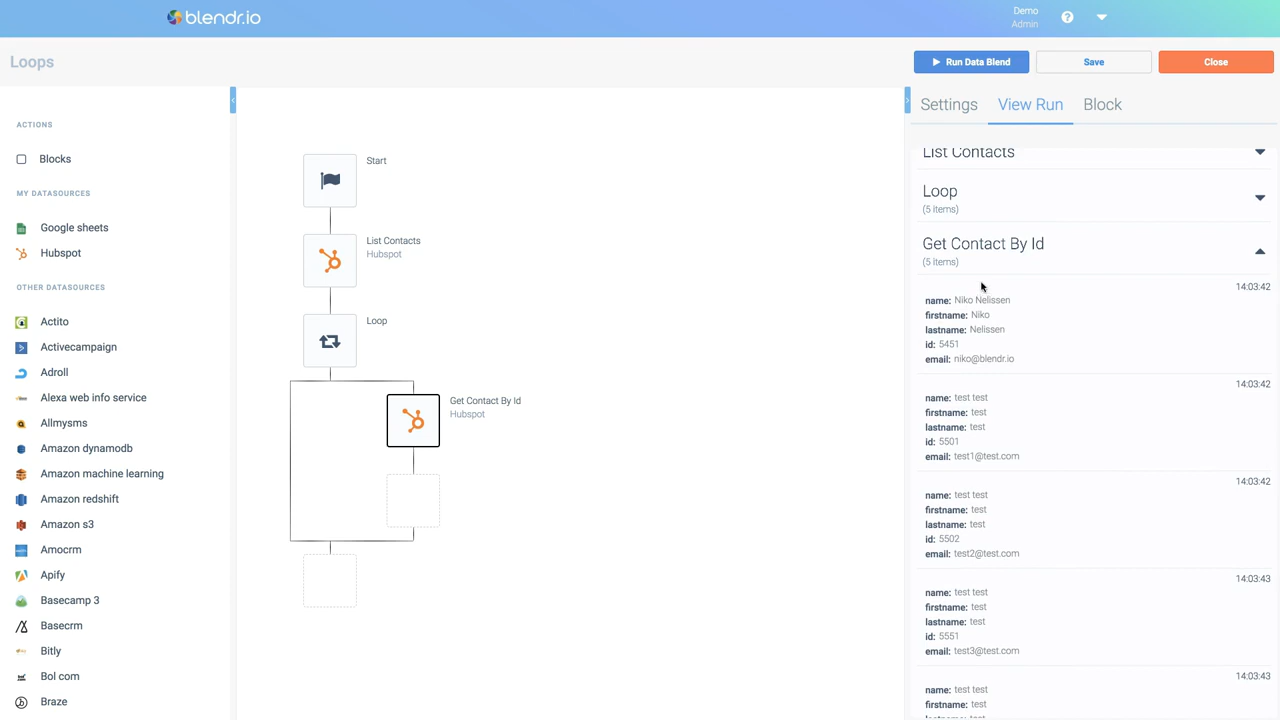 blendr.io
Demo
Admin
?
Loops
Run Data Blend
Save
Close
ACTIONS
Blocks
MY DATASOURCES
Google sheets
Hubspot
OTHER DATASOURCES
Actito
Activecampaign
Adroll
Alexa web info service
Allmysms
Amazon dynamodb
Amazon machine learning
Amazon redshift
Amazon s3
Amocrm
Apify
Basecamp 3
Basecrm
Bitly
Bol com
Braze
Start
List Contacts
Hubspot
Loop
Get Contact By Id
Hubspot
Settings
View Run
Block
List Contacts
Loop
(5 items)
Get Contact By Id
(5 items)
14:03:42
name: Niko Nelissen
firstname: Niko
lastname: Nelissen
id: 5451
email: niko@blendr.io
14:03:42
name: test test
firstname: test
lastname: test
id: 5501
email: test1@test.com
14:03:42
name: test test
firstname: test
lastname: test
id: 5502
email: test2@test.com
14:03:43
name: test test
firstname: test
lastname: test
id: 5551
email: test3@test.com
14:03:43
name: test test
firstname: test
lastname: test